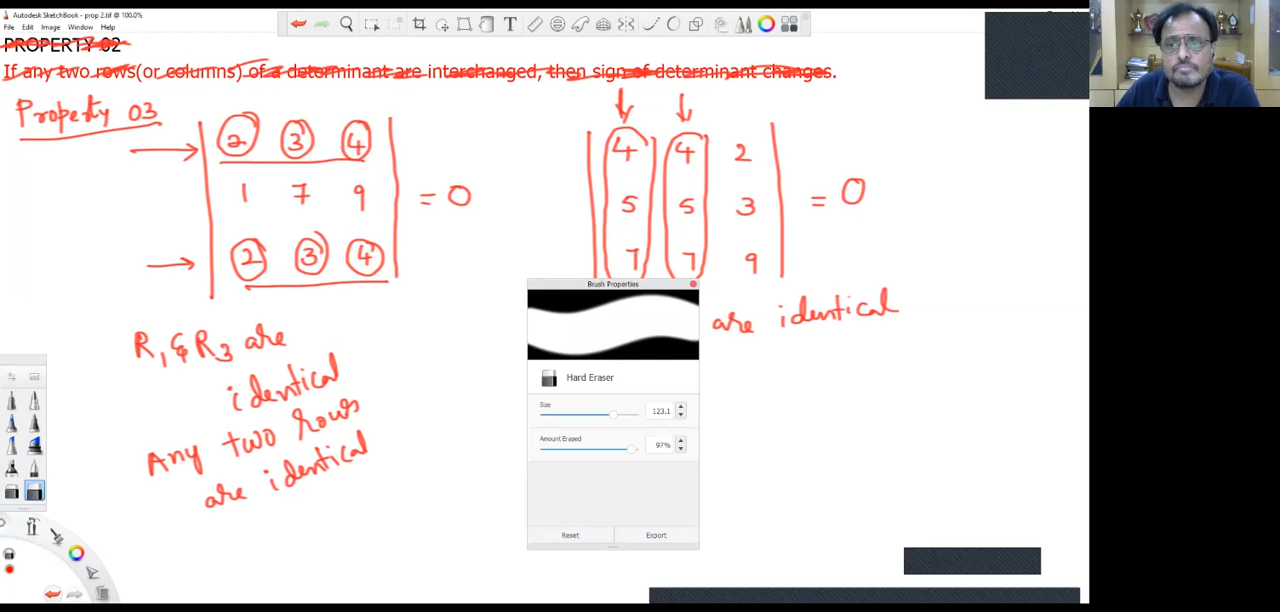 Autodesk SketchBook - prop 2.tif @ 100.0%
File Edit Image Window Help
T
PROPERTY 02
If any two rows(or columns) of a determinant are interchanged, then sign of determinant changes.
Property 03
2 3 4
1 7 9 = 0
2 3 4
R1 & R3 are
identical
Any two rows
are identical
4 4 2
5 5 3 = 0
7 7 9
are identical
Brush Properties
Hard Eraser
Size
123.1
Amount Erased
97%
Reset Export